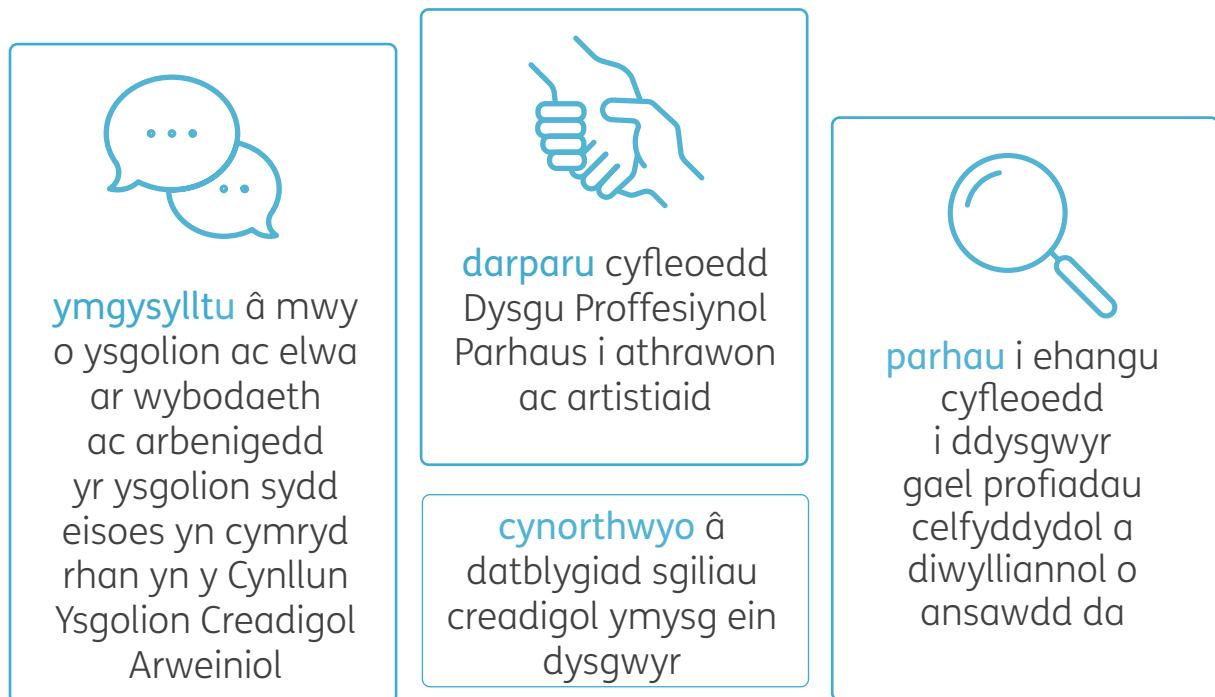 ymgysylltu â mwy
o ysgolion ac elwa
ar wybodaeth
ac arbenigedd
yr ysgolion sydd
eisoes yn cymryd
rhan yn y Cynllun
Ysgolion Creadigol
Arweiniol
darparu cyfleoedd
Dysgu Proffesiynol
Parhaus i athrawon
ac artistiaid
cynorthwyo â
datblygiad sgiliau
creadigol ymysg ein
dysgwyr
parhau i ehangu
cyfleoedd
i ddysgwyr
gael profiadau
celfyddydol a
diwylliannol o
ansawdd da